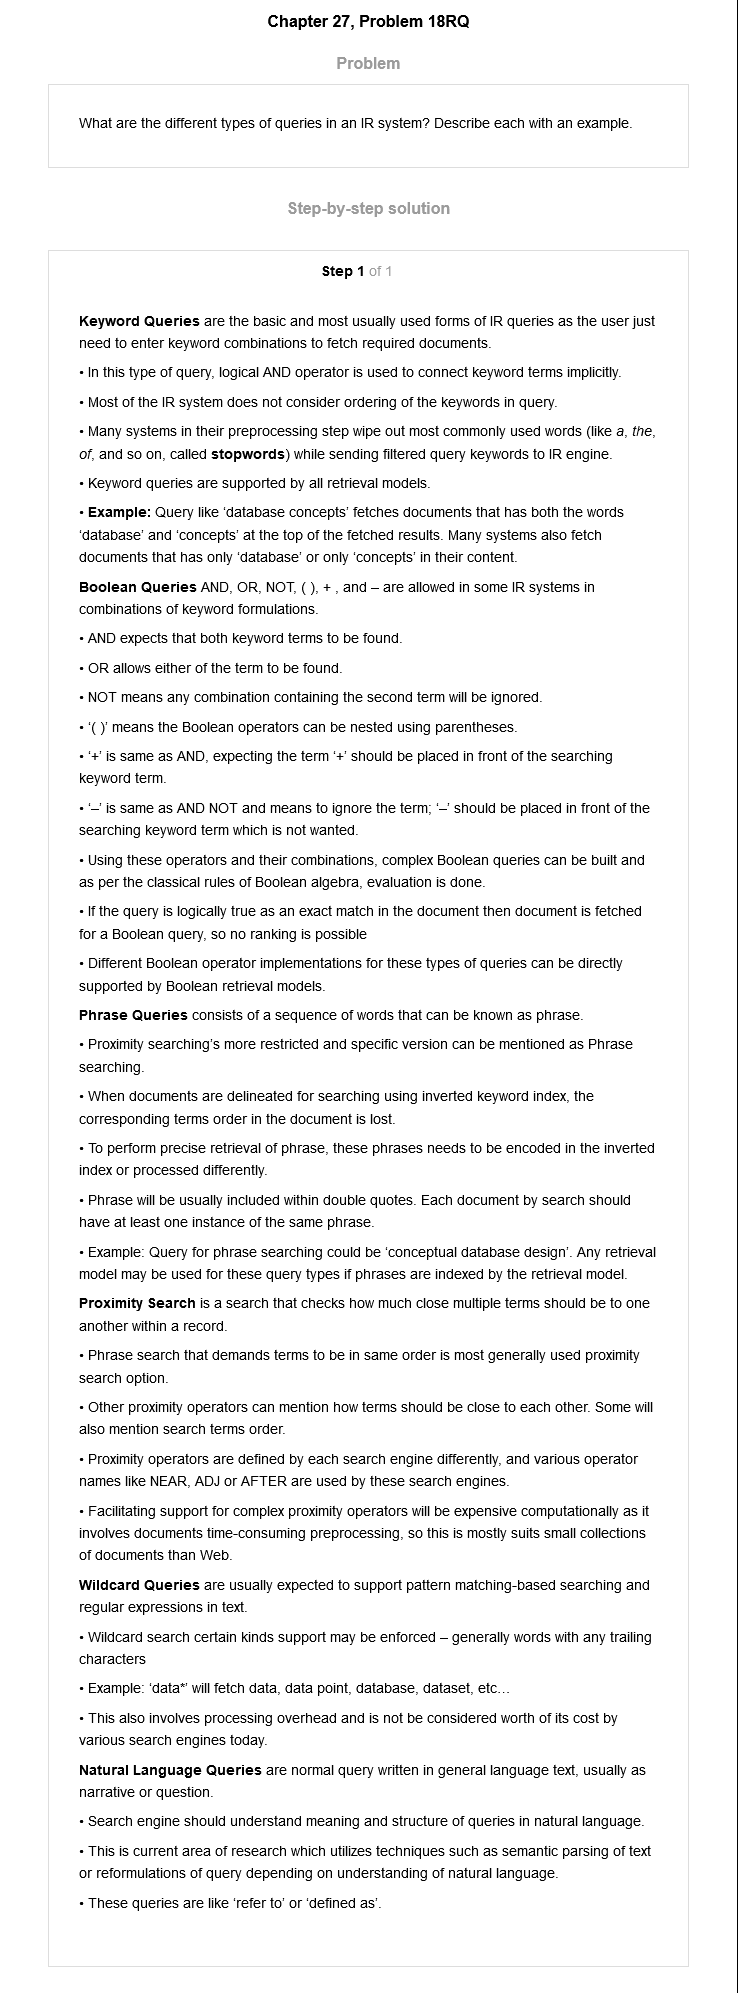 Chapter 27, Problem 18RQ
Problem
What are the different types of queries in an IR system? Describe each with an example.
Step-by-step solution
Step 1 of 1
Keyword Queries are the basic and most usually used forms of IR queries as the user just
need to enter keyword combinations to fetch required documents.
• In this type of query, logical AND operator is used to connect keyword terms implicitly.
• Most of the IR system does not consider ordering of the keywords in query.
• Many systems in their preprocessing step wipe out most commonly used words (like a, the,
of, and so on, called stopwords) while sending filtered query keywords to IR engine.
• Keyword queries are supported by all retrieval models.
• Example: Query like ‘database concepts’ fetches documents that has both the words
‘database’ and ‘concepts’ at the top of the fetched results. Many systems also fetch
documents that has only ‘database’ or only ‘concepts’ in their content.
Boolean Queries AND, OR, NOT, ( ), + , and – are allowed in some IR systems in
combinations of keyword formulations.
• AND expects that both keyword terms to be found.
• OR allows either of the term to be found.
• NOT means any combination containing the second term will be ignored.
• ‘( )’ means the Boolean operators can be nested using parentheses.
• ‘+’ is same as AND, expecting the term ‘+’ should be placed in front of the searching
keyword term.
• ‘–’ is same as AND NOT and means to ignore the term; ‘–’ should be placed in front of the
searching keyword term which is not wanted.
• Using these operators and their combinations, complex Boolean queries can be built and
as per the classical rules of Boolean algebra, evaluation is done.
• If the query is logically true as an exact match in the document then document is fetched
for a Boolean query, so no ranking is possible
• Different Boolean operator implementations for these types of queries can be directly
supported by Boolean retrieval models.
Phrase Queries consists of a sequence of words that can be known as phrase.
• Proximity searching’s more restricted and specific version can be mentioned as Phrase
searching.
• When documents are delineated for searching using inverted keyword index, the
corresponding terms order in the document is lost.
• To perform precise retrieval of phrase, these phrases needs to be encoded in the inverted
index or processed differently.
• Phrase will be usually included within double quotes. Each document by search should
have at least one instance of the same phrase.
• Example: Query for phrase searching could be ‘conceptual database design’. Any retrieval
model may be used for these query types if phrases are indexed by the retrieval model.
Proximity Search is a search that checks how much close multiple terms should be to one
another within a record.
• Phrase search that demands terms to be in same order is most generally used proximity
search option.
• Other proximity operators can mention how terms should be close to each other. Some will
also mention search terms order.
• Proximity operators are defined by each search engine differently, and various operator
names like NEAR, ADJ or AFTER are used by these search engines.
• Facilitating support for complex proximity operators will be expensive computationally as it
involves documents time-consuming preprocessing, so this is mostly suits small collections
of documents than Web.
Wildcard Queries are usually expected to support pattern matching-based searching and
regular expressions in text.
• Wildcard search certain kinds support may be enforced – generally words with any trailing
characters
• Example: ‘data*’ will fetch data, data point, database, dataset, etc…
• This also involves processing overhead and is not be considered worth of its cost by
various search engines today.
Natural Language Queries are normal query written in general language text, usually as
narrative or question.
• Search engine should understand meaning and structure of queries in natural language.
• This is current area of research which utilizes techniques such as semantic parsing of text
or reformulations of query depending on understanding of natural language.
• These queries are like ‘refer to’ or ‘defined as’.